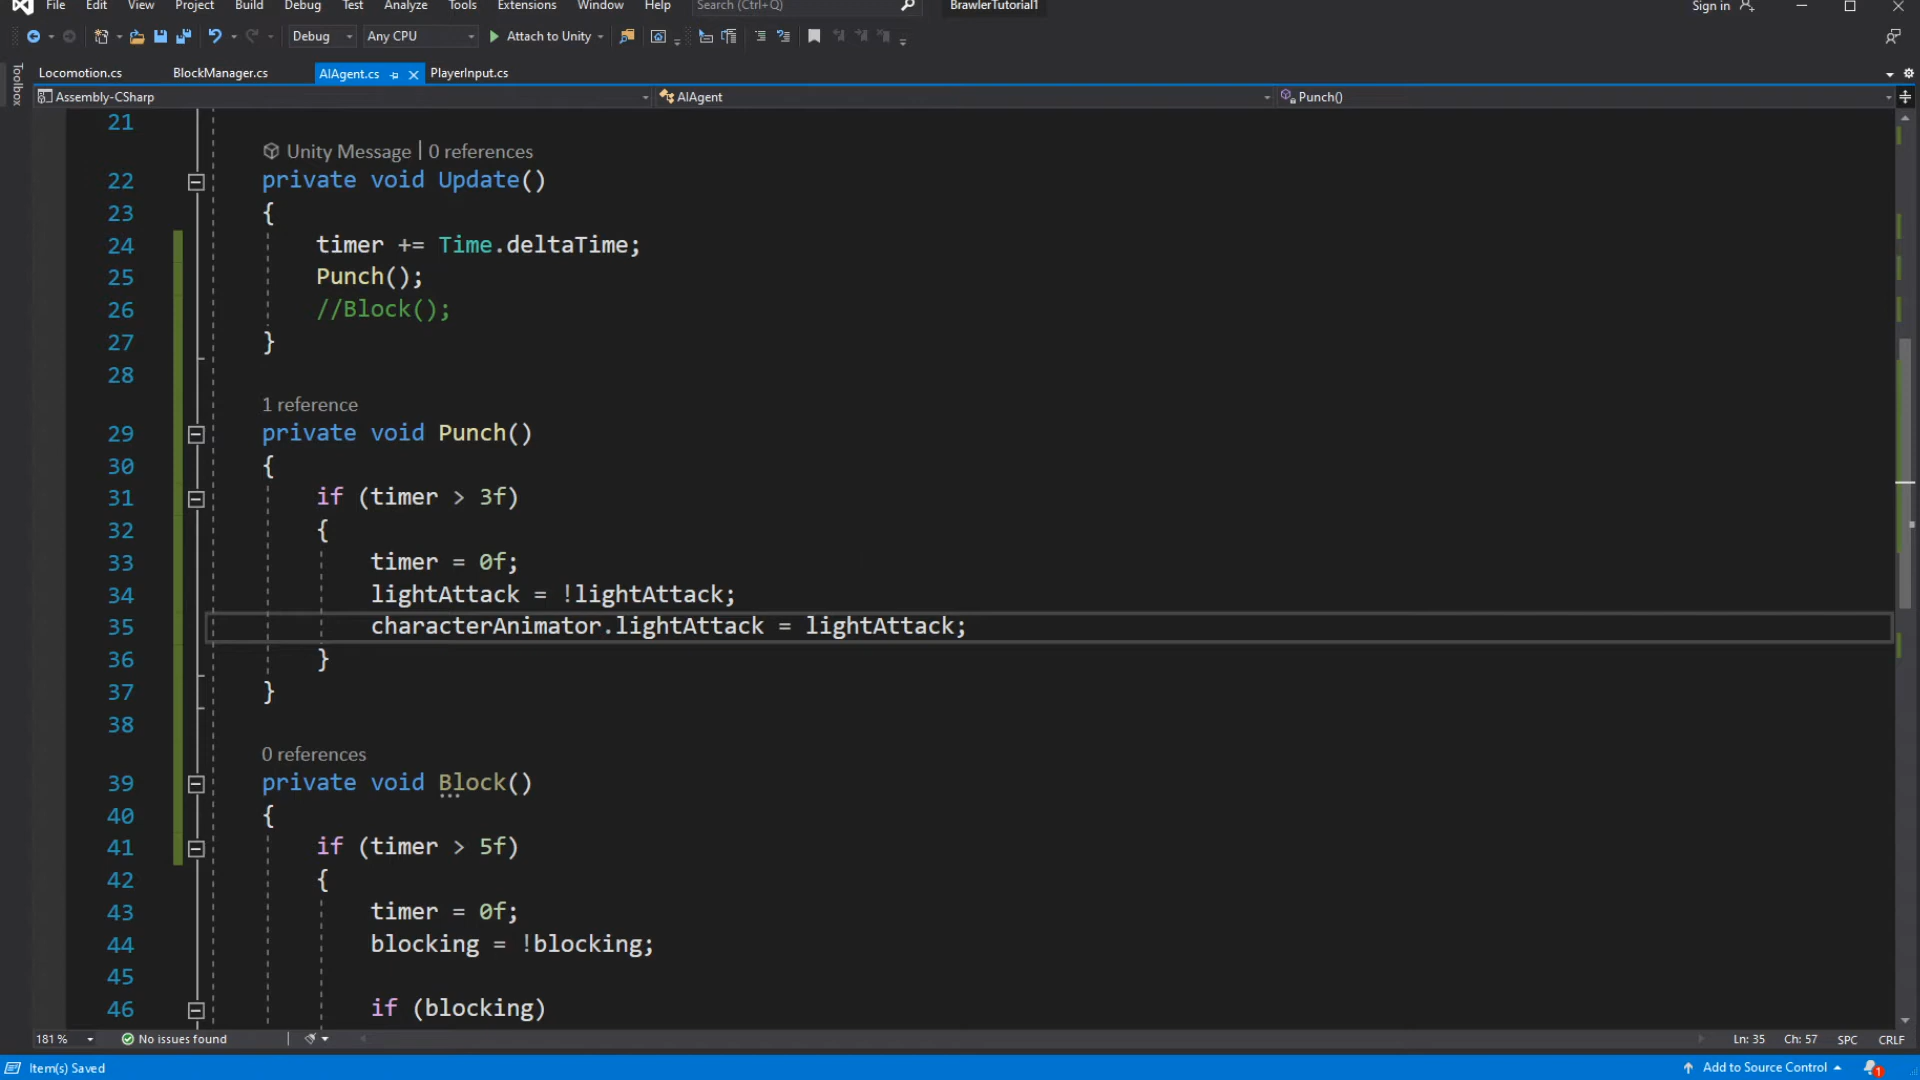 File Edit View Project Build Debug Test Analyze Tools Extensions Window Help Search (Ctrl+Q) BrawlerTutorial1 Sign in
Debug Any CPU Attach to Unity
Toolbox
Locomotion.cs BlockManager.cs AIAgent.cs PlayerInput.cs
Assembly-CSharp AIAgent Punch()
21
Unity Message | 0 references
22 private void Update()
23 {
24 timer += Time.deltaTime;
25 Punch();
26 //Block();
27 }
28
1 reference
29 private void Punch()
30 {
31 if (timer > 3f)
32 {
33 timer = 0f;
34 lightAttack = !lightAttack;
35 characterAnimator.lightAttack = lightAttack;
36 }
37 }
38
0 references
39 private void Block()
40 {
41 if (timer > 5f)
42 {
43 timer = 0f;
44 blocking = !blocking;
45
46 if (blocking)
181 % No issues found Ln: 35 Ch: 57 SPC CRLF
Item(s) Saved Add to Source Control 1